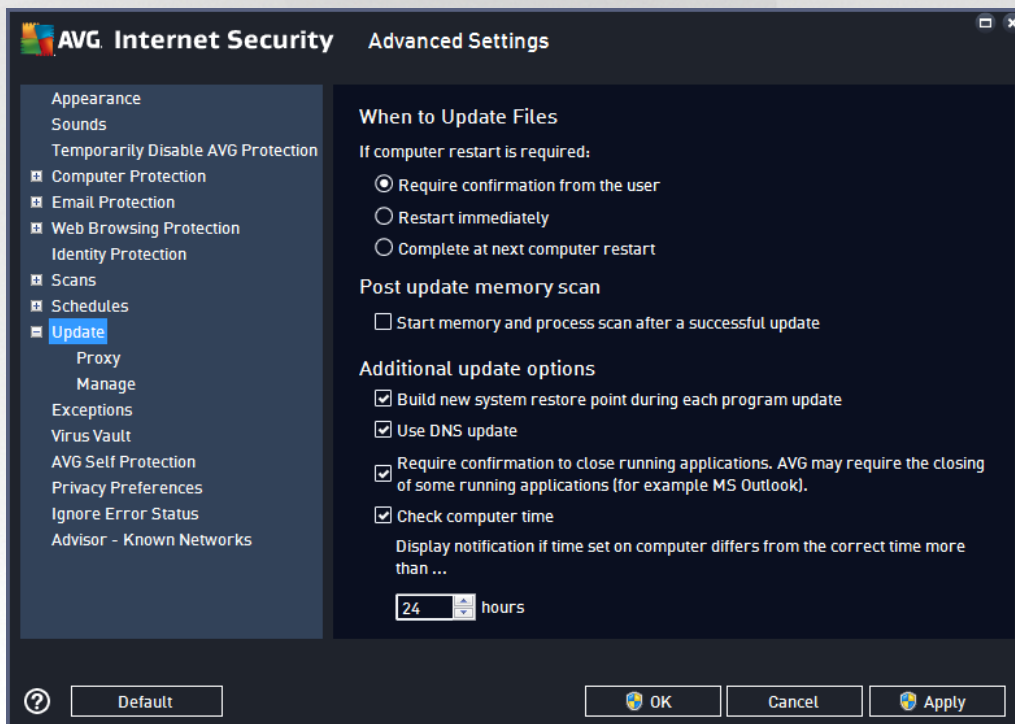 AVG. Internet Security
Advanced Settings
Appearance
Sounds
Temporarily Disable AVG Protection
Computer Protection
Email Protection
Web Browsing Protection
Identity Protection
Scans
Schedules
Update
Proxy
Manage
Exceptions
Virus Vault
AVG Self Protection
Privacy Preferences
Ignore Error Status
Advisor - Known Networks
When to Update Files
If computer restart is required:
Require confirmation from the user
Restart immediately
Complete at next computer restart
Post update memory scan
Start memory and process scan after a successful update
Additional update options
Build new system restore point during each program update
Use DNS update
Require confirmation to close running applications. AVG may require the closing
of some running applications (for example MS Outlook).
Check computer time
Display notification if time set on computer differs from the correct time more
than ...
24 hours
? Default OK Cancel Apply